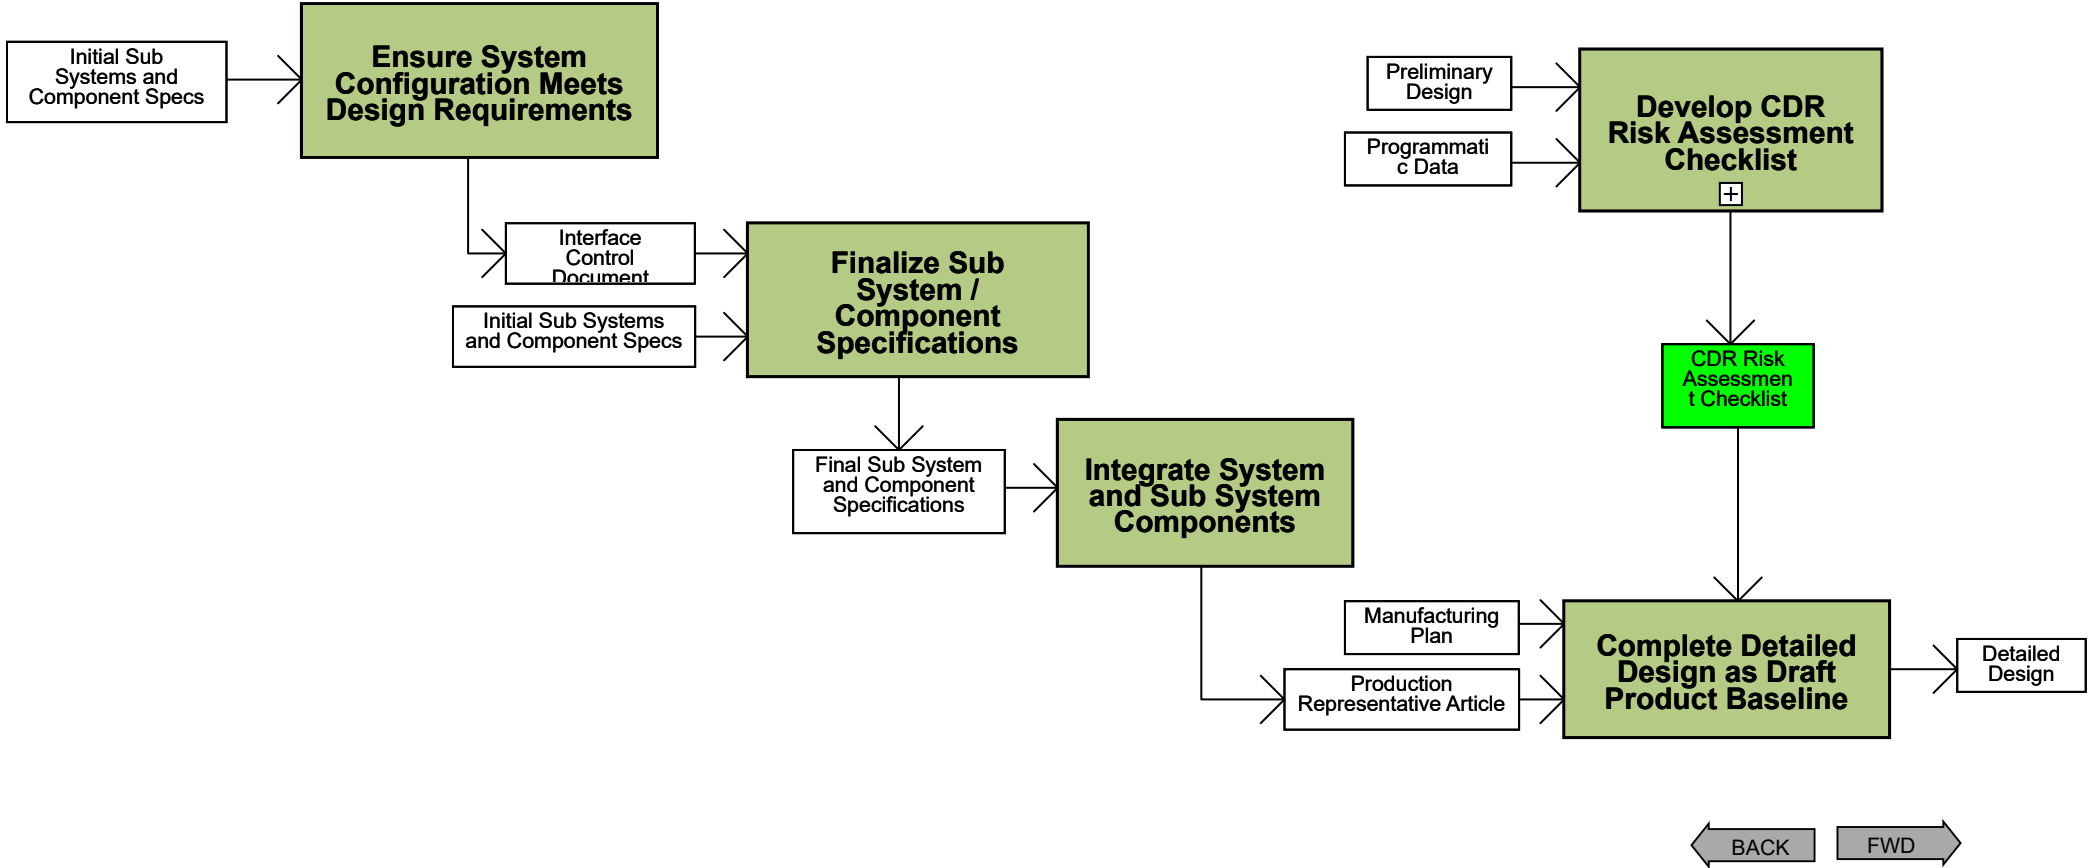 Initial Sub
Systems and
Component Specs
Ensure System
Configuration Meets
Design Requirements
Preliminary
Design
Programmati
c Data
Develop CDR
Risk Assessment
Checklist
Interface
Control
Document
Initial Sub Systems
and Component Specs
Finalize Sub
System /
Component
Specifications
CDR Risk
Assessmen
t Checklist
Final Sub System
and Component
Specifications
Integrate System
and Sub System
Components
Manufacturing
Plan
Production
Representative Article
Complete Detailed
Design as Draft
Product Baseline
Detailed
Design
BACK
FWD